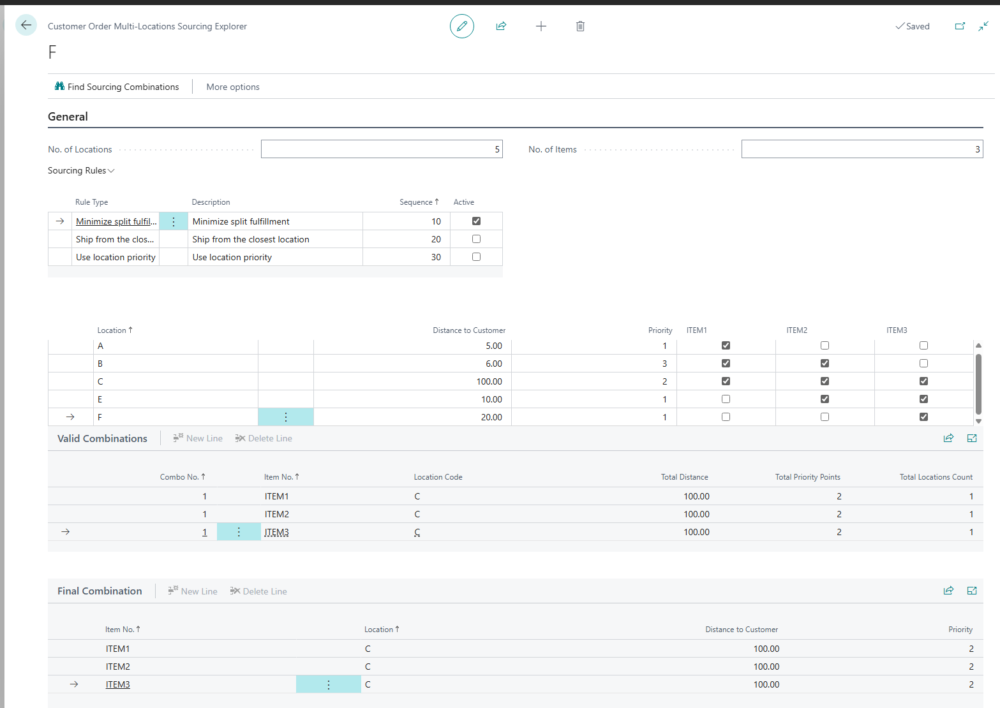 Customer Order Multi-Locations Sourcing Explorer
Saved
F
Find Sourcing Combinations More options
General
No. of Locations 5 No. of Items 3
Sourcing Rules
Rule Type Description Sequence ↑ Active
Minimize split fulfil... Minimize split fulfillment 10
Ship from the clos... Ship from the closest location 20
Use location priority Use location priority 30
Location ↑ Distance to Customer Priority ITEM1 ITEM2 ITEM3
A 5.00 1
B 6.00 3
C 100.00 2
E 10.00 1
F 20.00 1
Valid Combinations New Line Delete Line
Combo No. ↑ Item No. ↑ Location Code Total Distance Total Priority Points Total Locations Count
1 ITEM1 C 100.00 2 1
1 ITEM2 C 100.00 2 1
1 ITEM3 C 100.00 2 1
Final Combination New Line Delete Line
Item No. ↑ Location ↑ Distance to Customer Priority
ITEM1 C 100.00 2
ITEM2 C 100.00 2
ITEM3 C 100.00 2